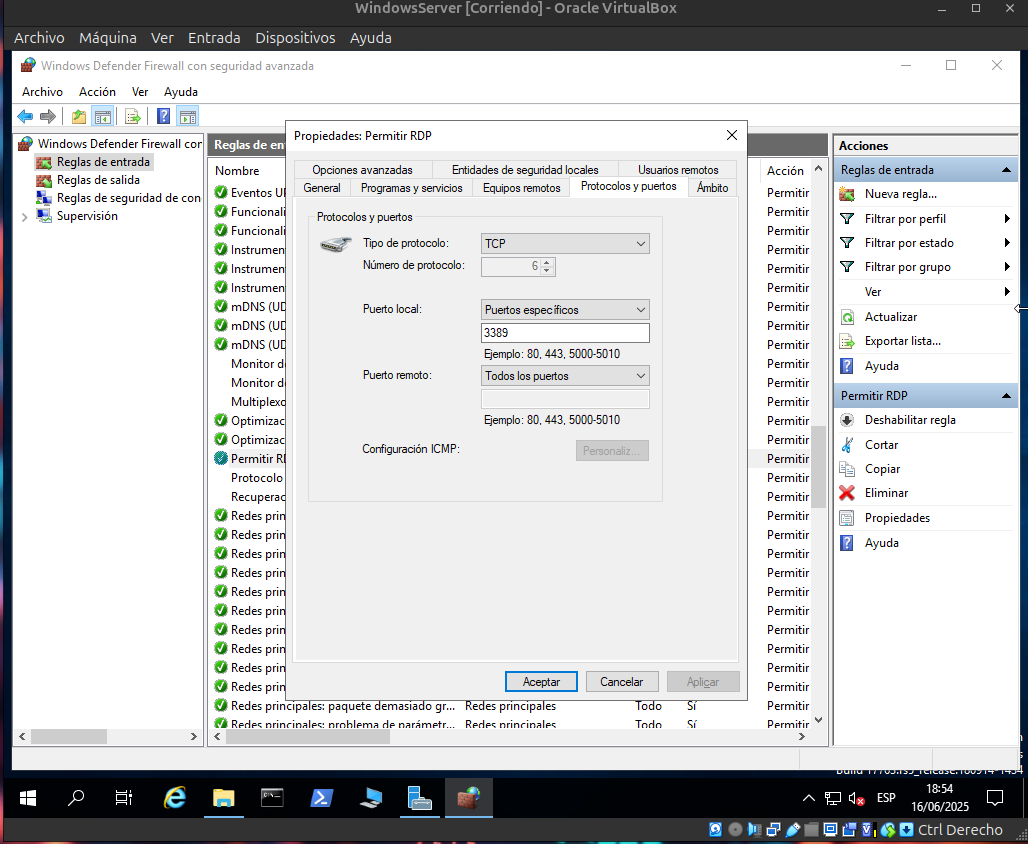 WindowsServer [Corriendo] - Oracle VirtualBox
Archivo Máquina Ver Entrada Dispositivos Ayuda
Windows Defender Firewall con seguridad avanzada
Archivo Acción Ver Ayuda
Windows Defender Firewall cor
Reglas de entrada
Reglas de salida
Reglas de seguridad de con
Supervisión
Reglas de en
Nombre
Acción
Eventos UP
Permitir
Funcionali
Permitir
Funcionali
Permitir
Instrumen
Permitir
Instrumen
Permitir
Instrumen
Permitir
mDNS (UD
Permitir
mDNS (UD
Permitir
mDNS (UD
Permitir
Monitor de
Permitir
Monitor de
Permitir
Multiplexo
Permitir
Optimizac
Permitir
Optimizac
Permitir
Permitir RD
Permitir
Protocolo
Permitir
Recuperac
Permitir
Redes prin
Permitir
Redes prin
Permitir
Redes prin
Permitir
Redes prin
Permitir
Redes prin
Permitir
Redes prin
Permitir
Redes prin
Permitir
Redes prin
Permitir
Redes prin
Permitir
Redes prin
Permitir
Redes principales: paquete demasiado gr... Redes principales Todo Sí Permitir
Redes principales: problema de parámetr... Redes principales Todo Sí Permitir
Propiedades: Permitir RDP
Opciones avanzadas Entidades de seguridad locales Usuarios remotos
General Programas y servicios Equipos remotos Protocolos y puertos Ámbito
Protocolos y puertos
Tipo de protocolo: TCP
Número de protocolo: 6
Puerto local: Puertos específicos
3389
Ejemplo: 80, 443, 5000-5010
Puerto remoto: Todos los puertos
Ejemplo: 80, 443, 5000-5010
Configuración ICMP: Personaliz...
Aceptar Cancelar Aplicar
Acciones
Reglas de entrada
Nueva regla...
Filtrar por perfil
Filtrar por estado
Filtrar por grupo
Ver
Actualizar
Exportar lista...
Ayuda
Permitir RDP
Deshabilitar regla
Cortar
Copiar
Eliminar
Propiedades
Ayuda
Build 17763.rs5_release.180914-1434
ESP
18:54
16/06/2025
Ctrl Derecho